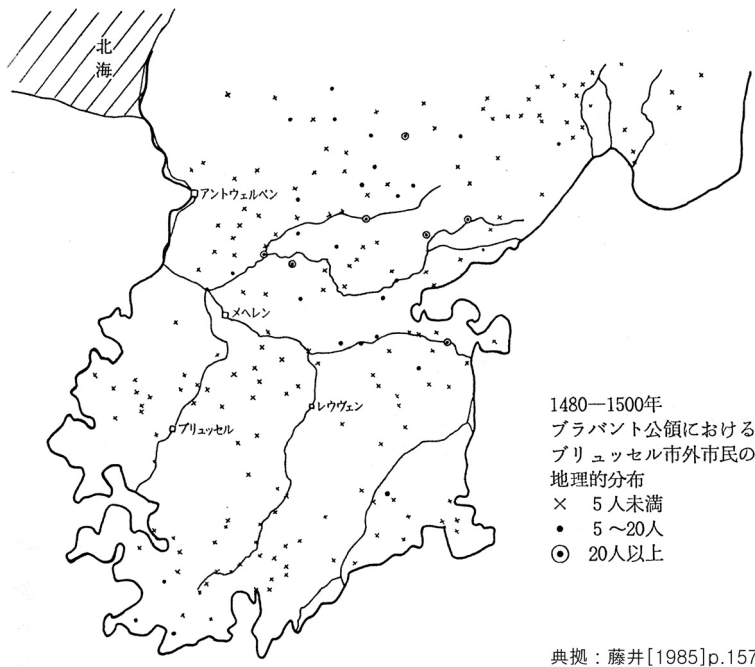 北海
アントウェルペン
メヘレン
ブリュッセル
レウヴェン
1480—1500年
ブラバント公領における
ブリュッセル市外市民の
地理的分布
× 5人未満
• 5〜20人
◉ 20人以上
典拠：藤井[1985]p.157